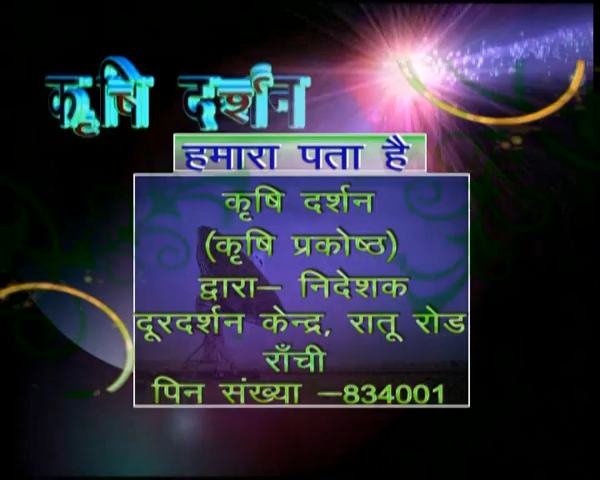 कृषि दर्शन
हमारा पता है
कृषि दर्शन
(कृषि प्रकोष्ठ)
द्वारा– निदेशक
दूरदर्शन केन्द्र, रातू रोड
राँची
पिन संख्या –834001